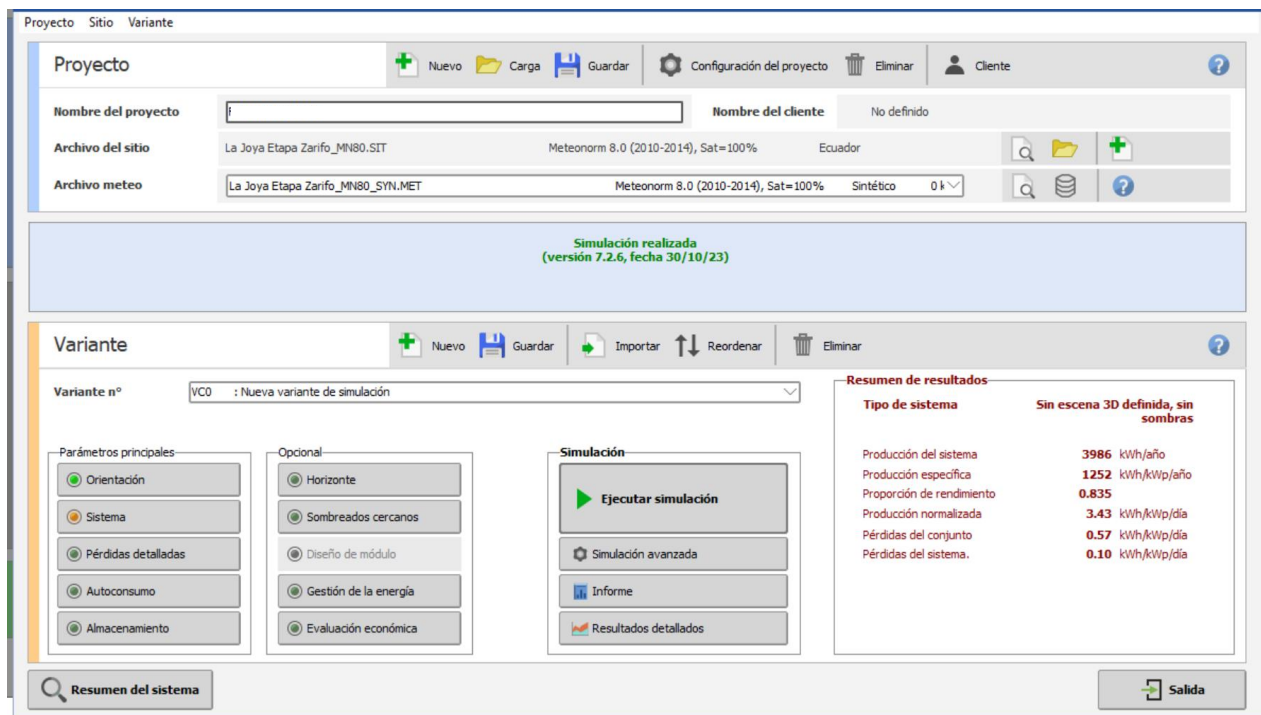 Proyecto Sitio Variante
Proyecto
Nuevo Carga Guardar Configuración del proyecto Eliminar Cliente
Nombre del proyecto Nombre del cliente No definido
Archivo del sitio La Joya Etapa Zarifo_MN80.SIT Meteonorm 8.0 (2010-2014), Sat=100% Ecuador
Archivo meteo La Joya Etapa Zarifo_MN80_SYN.MET Meteonorm 8.0 (2010-2014), Sat=100% Sintético 0 k
Simulación realizada
(versión 7.2.6, fecha 30/10/23)
Variante
Nuevo Guardar Importar Reordenar Eliminar
Variante n° VC0 : Nueva variante de simulación
Parámetros principales
Orientación
Sistema
Pérdidas detalladas
Autoconsumo
Almacenamiento
Opcional
Horizonte
Sombreados cercanos
Diseño de módulo
Gestión de la energía
Evaluación económica
Simulación
Ejecutar simulación
Simulación avanzada
Informe
Resultados detallados
Resumen de resultados
Tipo de sistema Sin escena 3D definida, sin
sombras
Producción del sistema 3986 kWh/año
Producción específica 1252 kWh/kWp/año
Proporción de rendimiento 0.835
Producción normalizada 3.43 kWh/kWp/día
Pérdidas del conjunto 0.57 kWh/kWp/día
Pérdidas del sistema. 0.10 kWh/kWp/día
Resumen del sistema
Salida